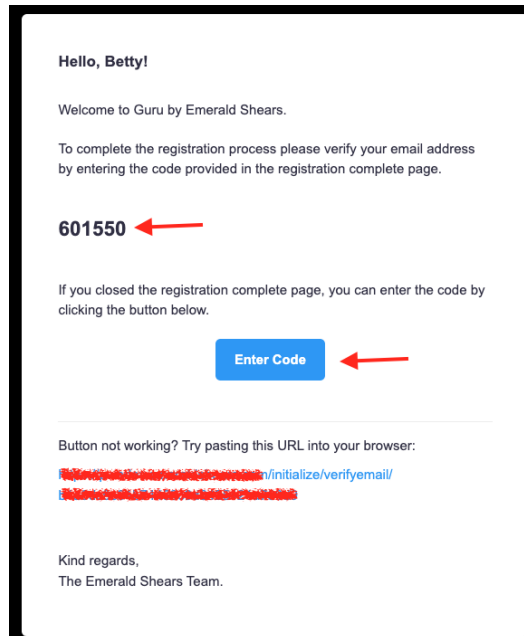 Hello, Betty!
Welcome to Guru by Emerald Shears.
To complete the registration process please verify your email address
by entering the code provided in the registration complete page.
601550
If you closed the registration complete page, you can enter the code by
clicking the button below.
Enter Code
Button not working? Try pasting this URL into your browser:
/initialize/verifyemail/
Kind regards,
The Emerald Shears Team.